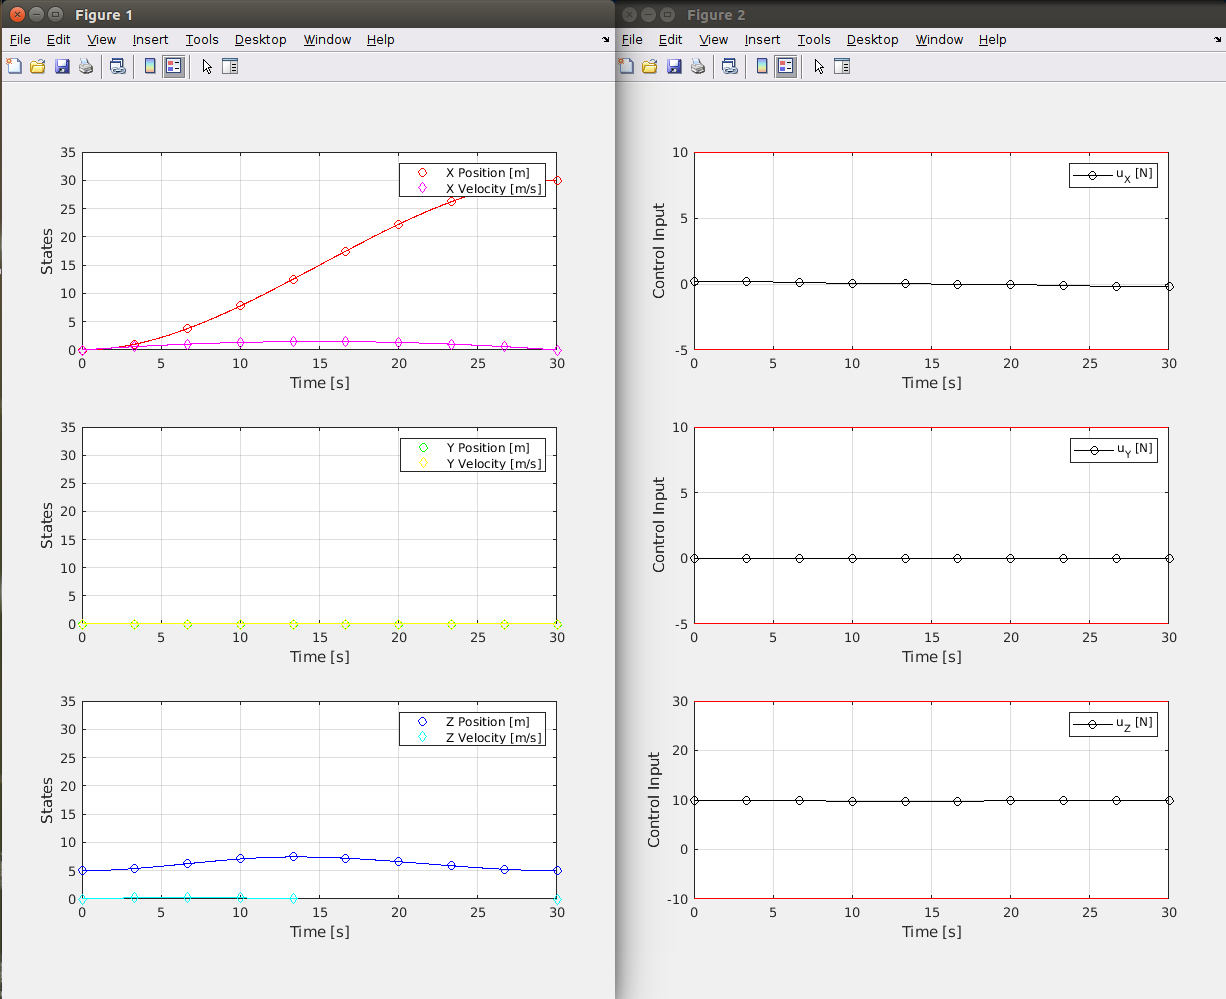 Figure 1
File Edit View Insert Tools Desktop Window Help
35
30
25
20
15
10
5
0
States
X Position [m]
X Velocity [m/s]
0 5 10 15 20 25 30
Time [s]
35
30
25
20
15
10
5
0
States
Y Position [m]
Y Velocity [m/s]
0 5 10 15 20 25 30
Time [s]
35
30
25
20
15
10
5
0
States
Z Position [m]
Z Velocity [m/s]
0 5 10 15 20 25 30
Time [s]
Figure 2
File Edit View Insert Tools Desktop Window Help
10
5
0
-5
Control Input
u_X [N]
0 5 10 15 20 25 30
Time [s]
10
5
0
-5
Control Input
u_Y [N]
0 5 10 15 20 25 30
Time [s]
30
20
10
0
-10
Control Input
u_Z [N]
0 5 10 15 20 25 30
Time [s]